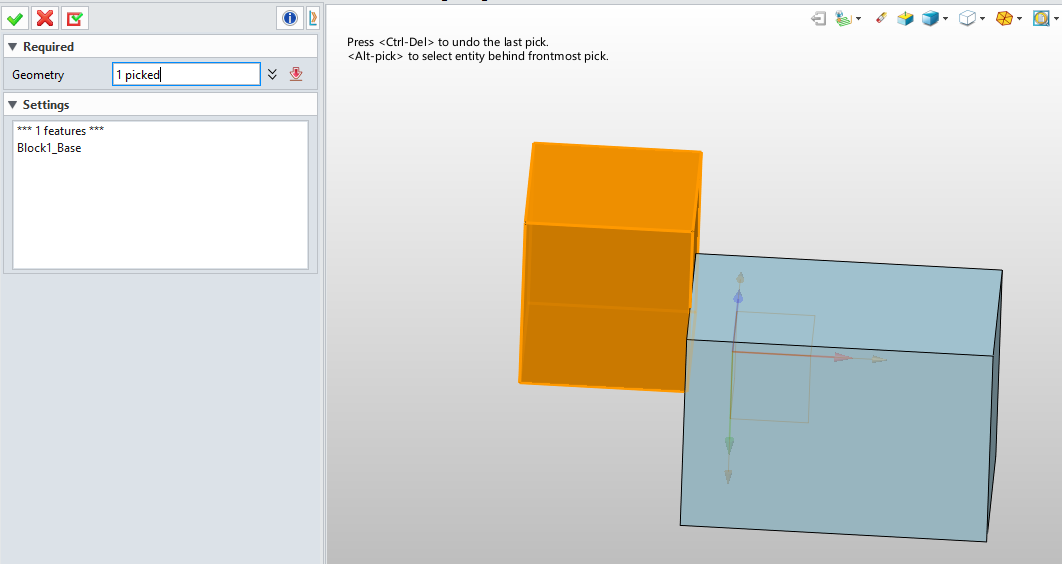 Required
Geometry
1 picked
Settings
*** 1 features ***
Block1_Base
Press <Ctrl-Del> to undo the last pick.
<Alt-pick> to select entity behind frontmost pick.